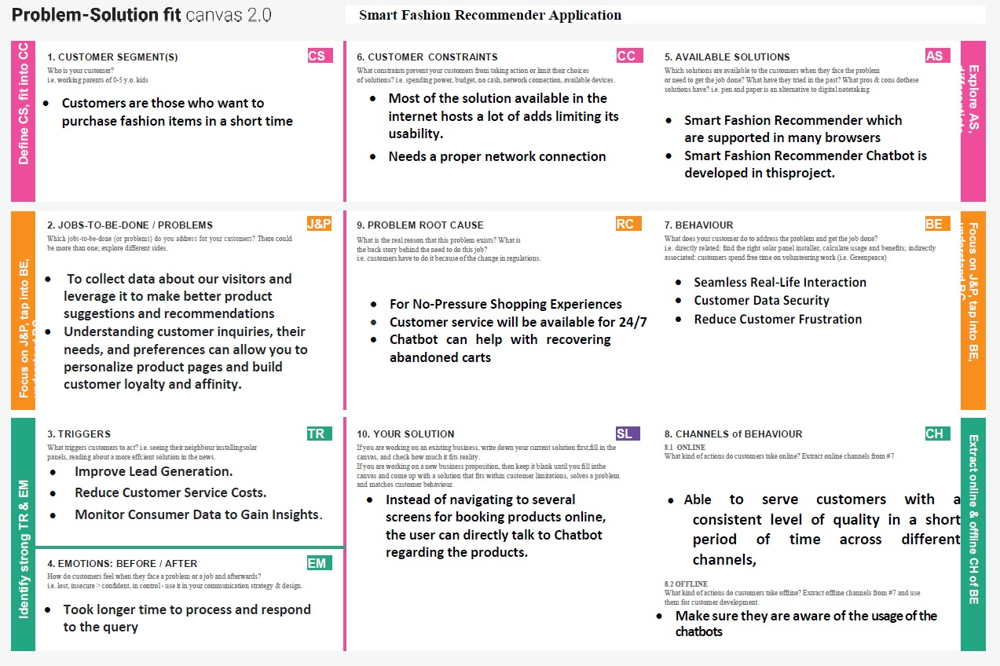 Problem-Solution fit canvas 2.0
Smart Fashion Recommender Application
Define CS, fit into CC
1. CUSTOMER SEGMENT(S)
CS
Who is your customer?
i.e. working parents of 0-5 y.o. kids
• Customers are those who want to
purchase fashion items in a short time
6. CUSTOMER CONSTRAINTS
CC
What constraints prevent your customers from taking action or limit their choices
of solutions? i.e. spending power, budget, no cash, network connection, available devices.
• Most of the solution available in the
internet hosts a lot of adds limiting its
usability.
• Needs a proper network connection
5. AVAILABLE SOLUTIONS
AS
Which solutions are available to the customers when they face the problem
or need to get the job done? What have they tried in the past? What pros & cons dothese
solutions have? i.e. pen and paper is an alternative to digital notetaking
• Smart Fashion Recommender which
are supported in many browsers
• Smart Fashion Recommender Chatbot is
developed in thisproject.
Explore AS,
Focus on J&P, tap into BE,
2. JOBS-TO-BE-DONE / PROBLEMS
J&P
Which jobs-to-be-done (or problems) do you address for your customers? There could
be more than one; explore different sides.
• To collect data about our visitors and
leverage it to make better product
suggestions and recommendations
• Understanding customer inquiries, their
needs, and preferences can allow you to
personalize product pages and build
customer loyalty and affinity.
9. PROBLEM ROOT CAUSE
RC
What is the real reason that this problem exists? What is
the back story behind the need to do this job?
i.e. customers have to do it because of the change in regulations.
• For No-Pressure Shopping Experiences
• Customer service will be available for 24/7
• Chatbot can help with recovering
abandoned carts
7. BEHAVIOUR
BE
What does your customer do to address the problem and get the job done?
i.e. directly related: find the right solar panel installer, calculate usage and benefits; indirectly
associated: customers spend free time on volunteering work (i.e. Greenpeace)
• Seamless Real-Life Interaction
• Customer Data Security
• Reduce Customer Frustration
Focus on J&P, tap into BE,
Identify strong TR & EM
3. TRIGGERS
TR
What triggers customers to act? i.e. seeing their neighbour installingsolar
panels, reading about a more effcient solution in the news.
• Improve Lead Generation.
• Reduce Customer Service Costs.
• Monitor Consumer Data to Gain Insights.
4. EMOTIONS: BEFORE / AFTER
EM
How do customers feel when they face a problem or a job and afterwards?
i.e. lost, insecure > confident, in control - use it in your communication strategy & design.
• Took longer time to process and respond
to the query
10. YOUR SOLUTION
SL
If you are working on an existing business, write down your current solution first,fill in the
canvas, and check how much it fits reality.
If you are working on a new business proposition, then keep it blank until you fill inthe
canvas and come up with a solution that fits within customer limitations, solves a problem
and matches customer behaviour.
• Instead of navigating to several
screens for booking products online,
the user can directly talk to Chatbot
regarding the products.
8. CHANNELS of BEHAVIOUR
CH
8.1 ONLINE
What kind of actions do customers take online? Extract online channels from #7
• Able to serve customers with a
consistent level of quality in a short
period of time across different
channels,
8.2 OFFLINE
What kind of actions do customers take offline? Extract offline channels from #7 and use
them for customer development.
• Make sure they are aware of the usage of the
chatbots
Extract online & offline CH of BE